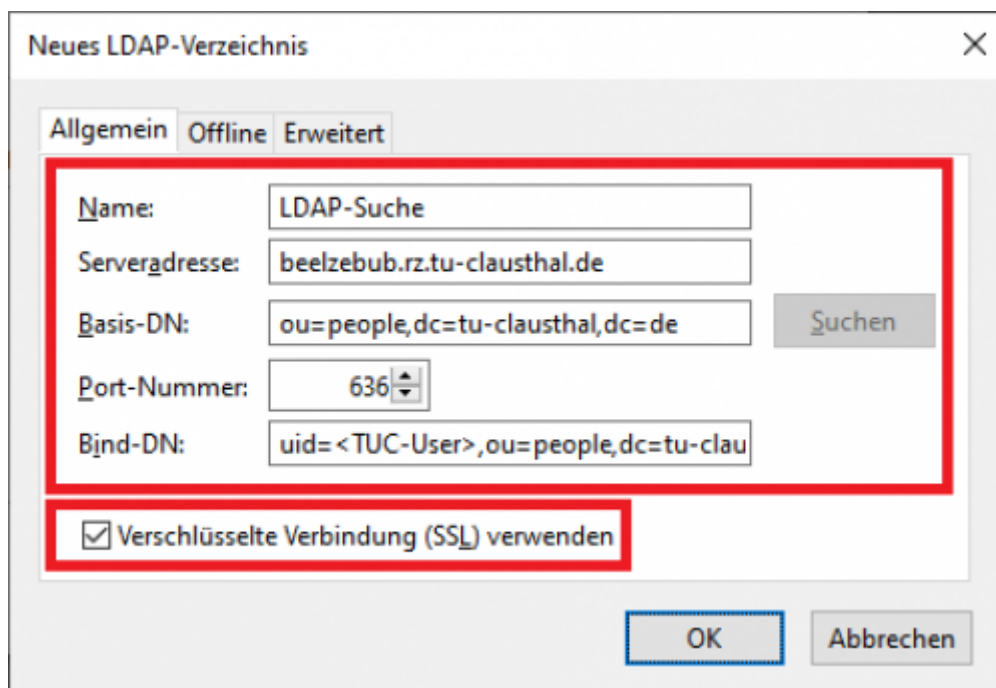 Neues LDAP-Verzeichnis
Allgemein Offline Erweitert
Name: LDAP-Suche
Serveradresse: beelzebub.rz.tu-clausthal.de
Basis-DN: ou=people,dc=tu-clausthal,dc=de Suchen
Port-Nummer: 636
Bind-DN: uid=<TUC-User>,ou=people,dc=tu-clau
Verschlüsselte Verbindung (SSL) verwenden
OK Abbrechen